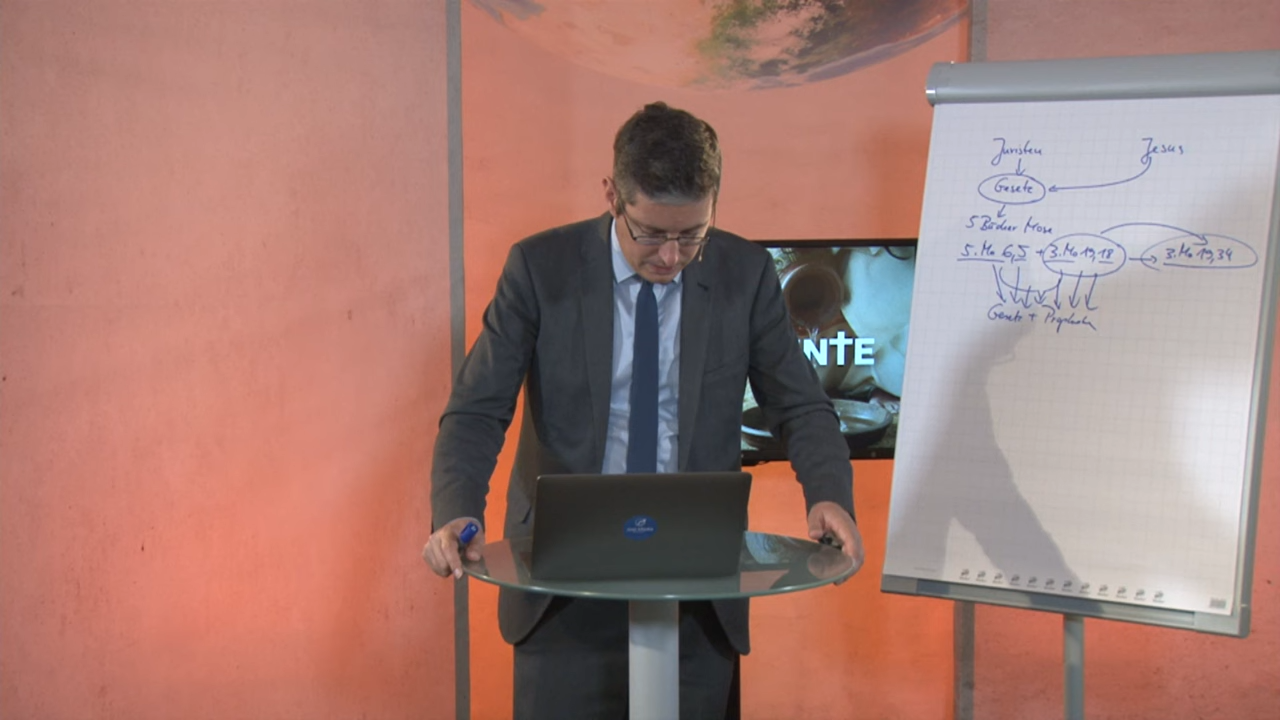 Juristen Jesus
Gesetz
5 Bücher Mose
5. Mo 6,5 + 3. Mo 19,18 3. Mo 19,34
Gesetz + Propheten
NTE